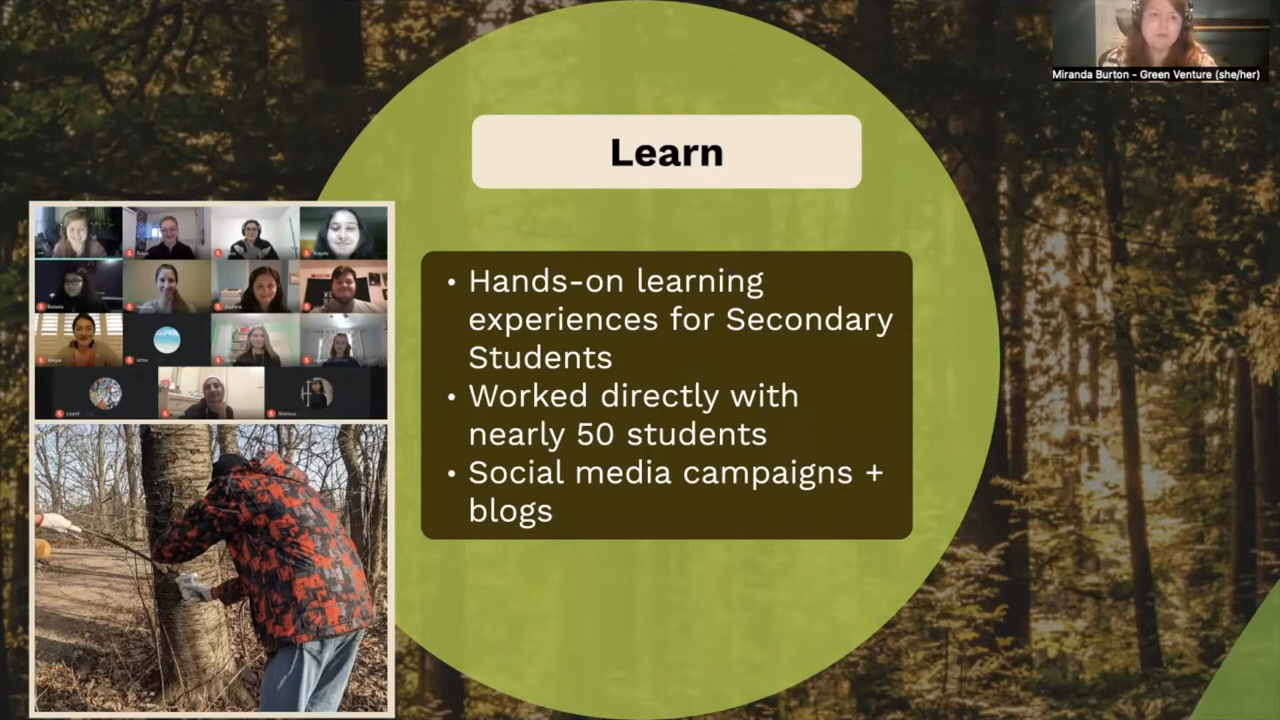 Miranda Burton - Green Venture (she/her)
Learn
• Hands-on learning
experiences for Secondary
Students
• Worked directly with
nearly 50 students
• Social media campaigns +
blogs